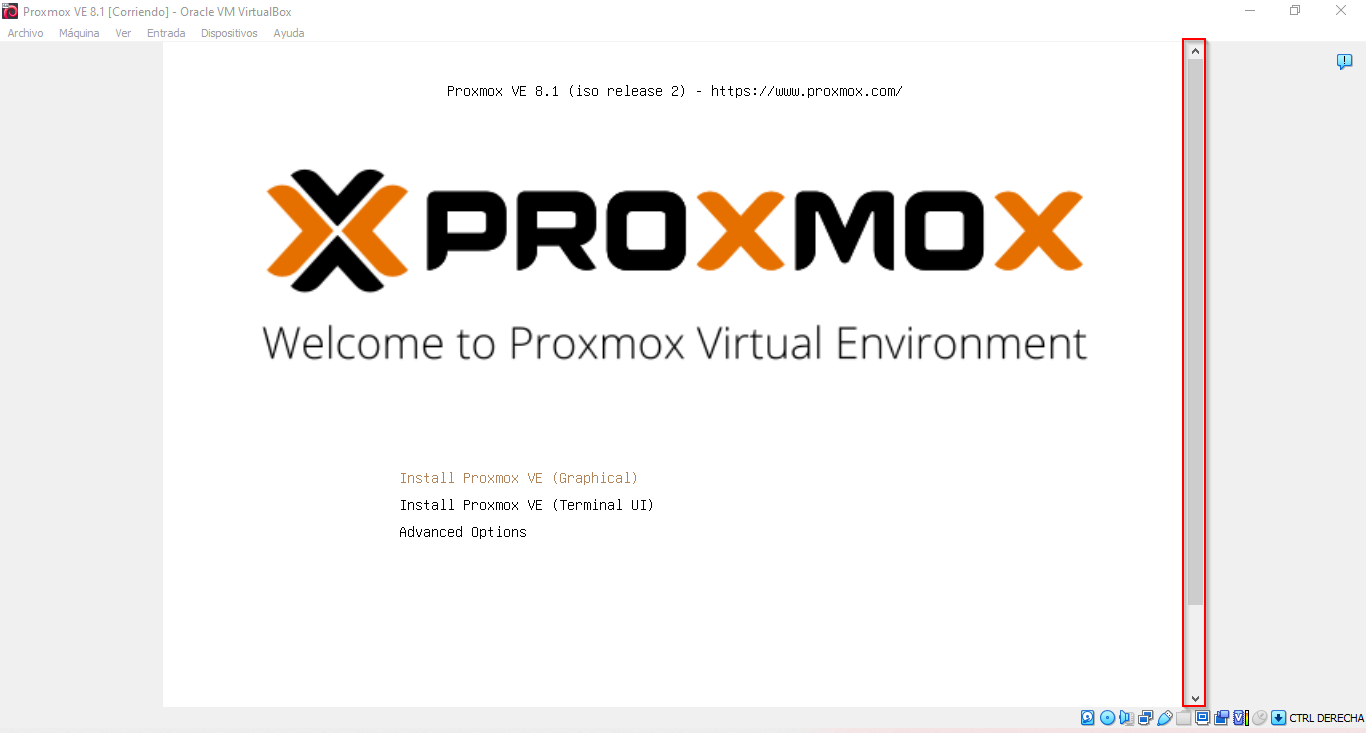 Proxmox VE 8.1 [Corriendo] - Oracle VM VirtualBox
Archivo Máquina Ver Entrada Dispositivos Ayuda
Proxmox VE 8.1 (iso release 2) - https://www.proxmox.com/
PROXMOX
Welcome to Proxmox Virtual Environment
Install Proxmox VE (Graphical)
Install Proxmox VE (Terminal UI)
Advanced Options
CTRL DERECHA